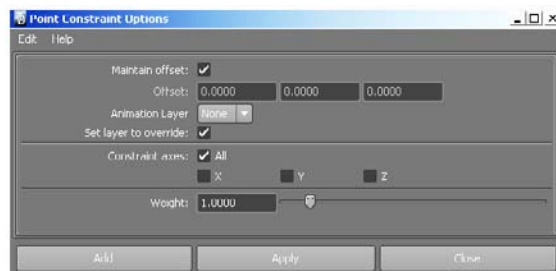 Point Constraint Options
Edit Help
Maintain offset:
Offset: 0.0000 0.0000 0.0000
Animation Layer None
Set layer to override:
Constraint axes: All
X Y Z
Weight: 1.0000
Add Apply Close